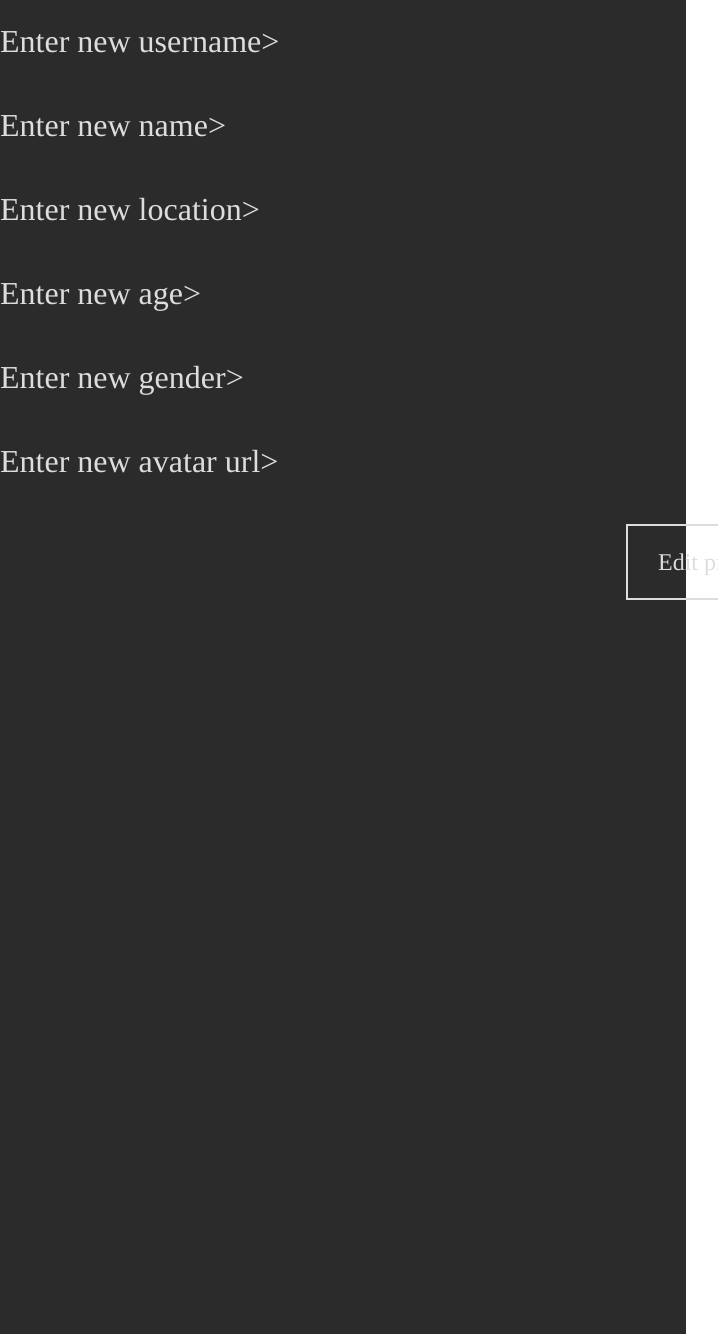 Enter new username>
Enter new name>
Enter new location>
Enter new age>
Enter new gender>
Enter new avatar url>
Edit